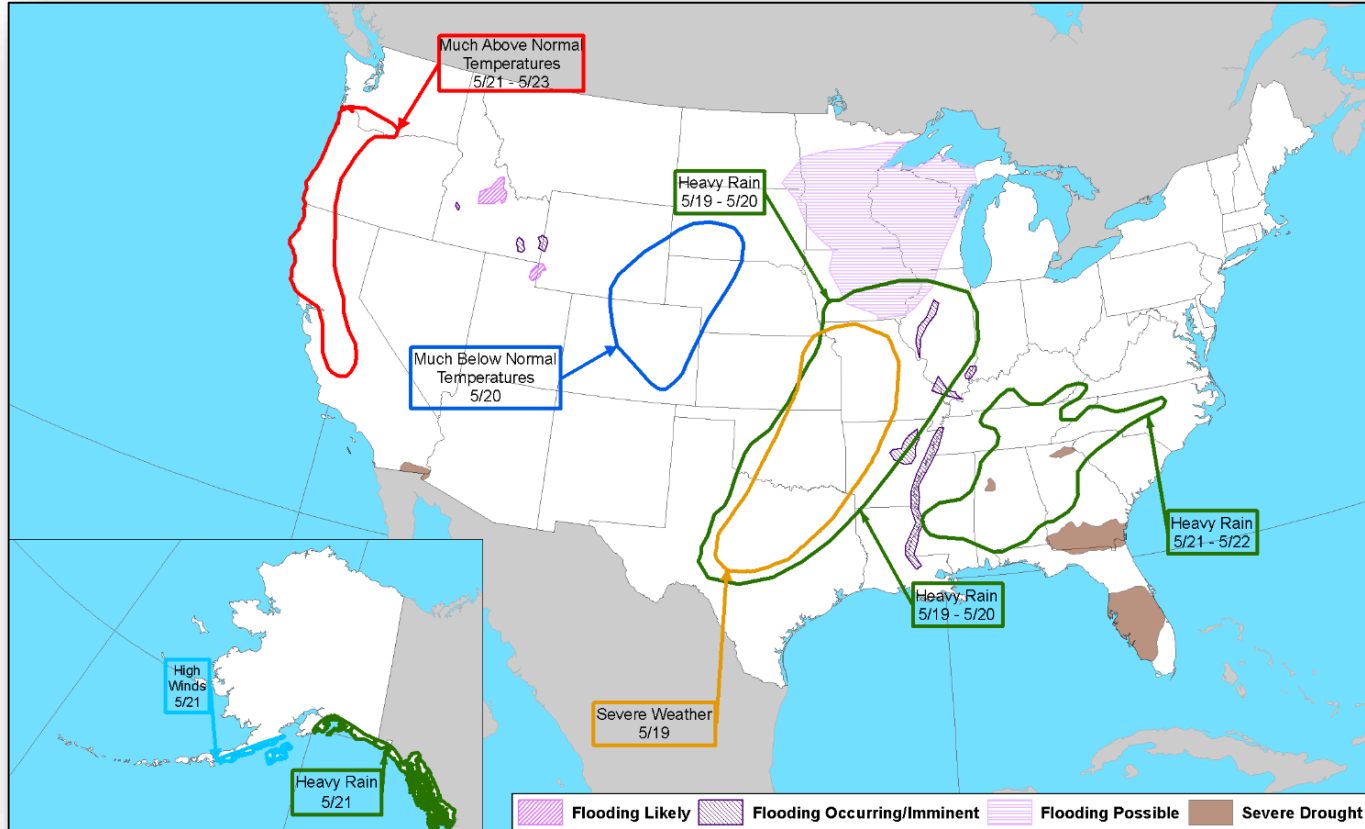 Much Above Normal
Temperatures
5/21 - 5/23
Heavy Rain
5/19 - 5/20
Much Below Normal
Temperatures
5/20
Heavy Rain
5/21 - 5/22
Heavy Rain
5/19 - 5/20
High
Winds
5/21
Severe Weather
5/19
Heavy Rain
5/21
Flooding Likely Flooding Occurring/Imminent Flooding Possible Severe Drought